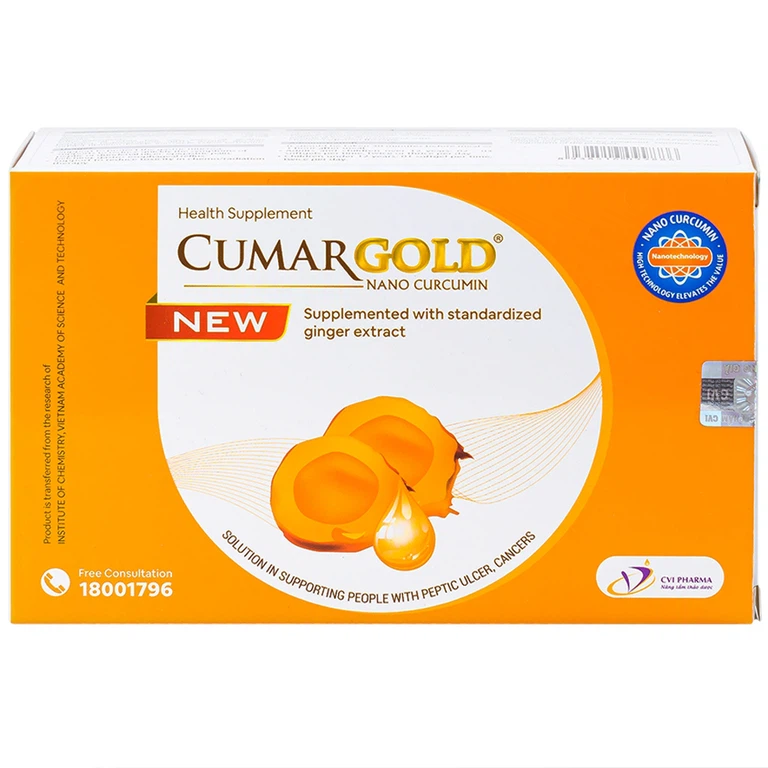 Health Supplement
CUMARGOLD®
NANO CURCUMIN
NEW
Supplemented with standardized
ginger extract
NANO CURCUMIN
Nanotechnology
HIGH TECHNOLOGY ELEVATES THE VALUE
CVI
Product is transferred from the research of
INSTITUTE OF CHEMISTRY, VIETNAM ACADEMY OF SCIENCE AND TECHNOLOGY
SOLUTION IN SUPPORTING PEOPLE WITH PEPTIC ULCER, CANCERS
Free Consultation
18001796
CVI PHARMA
Nâng tầm thảo dược